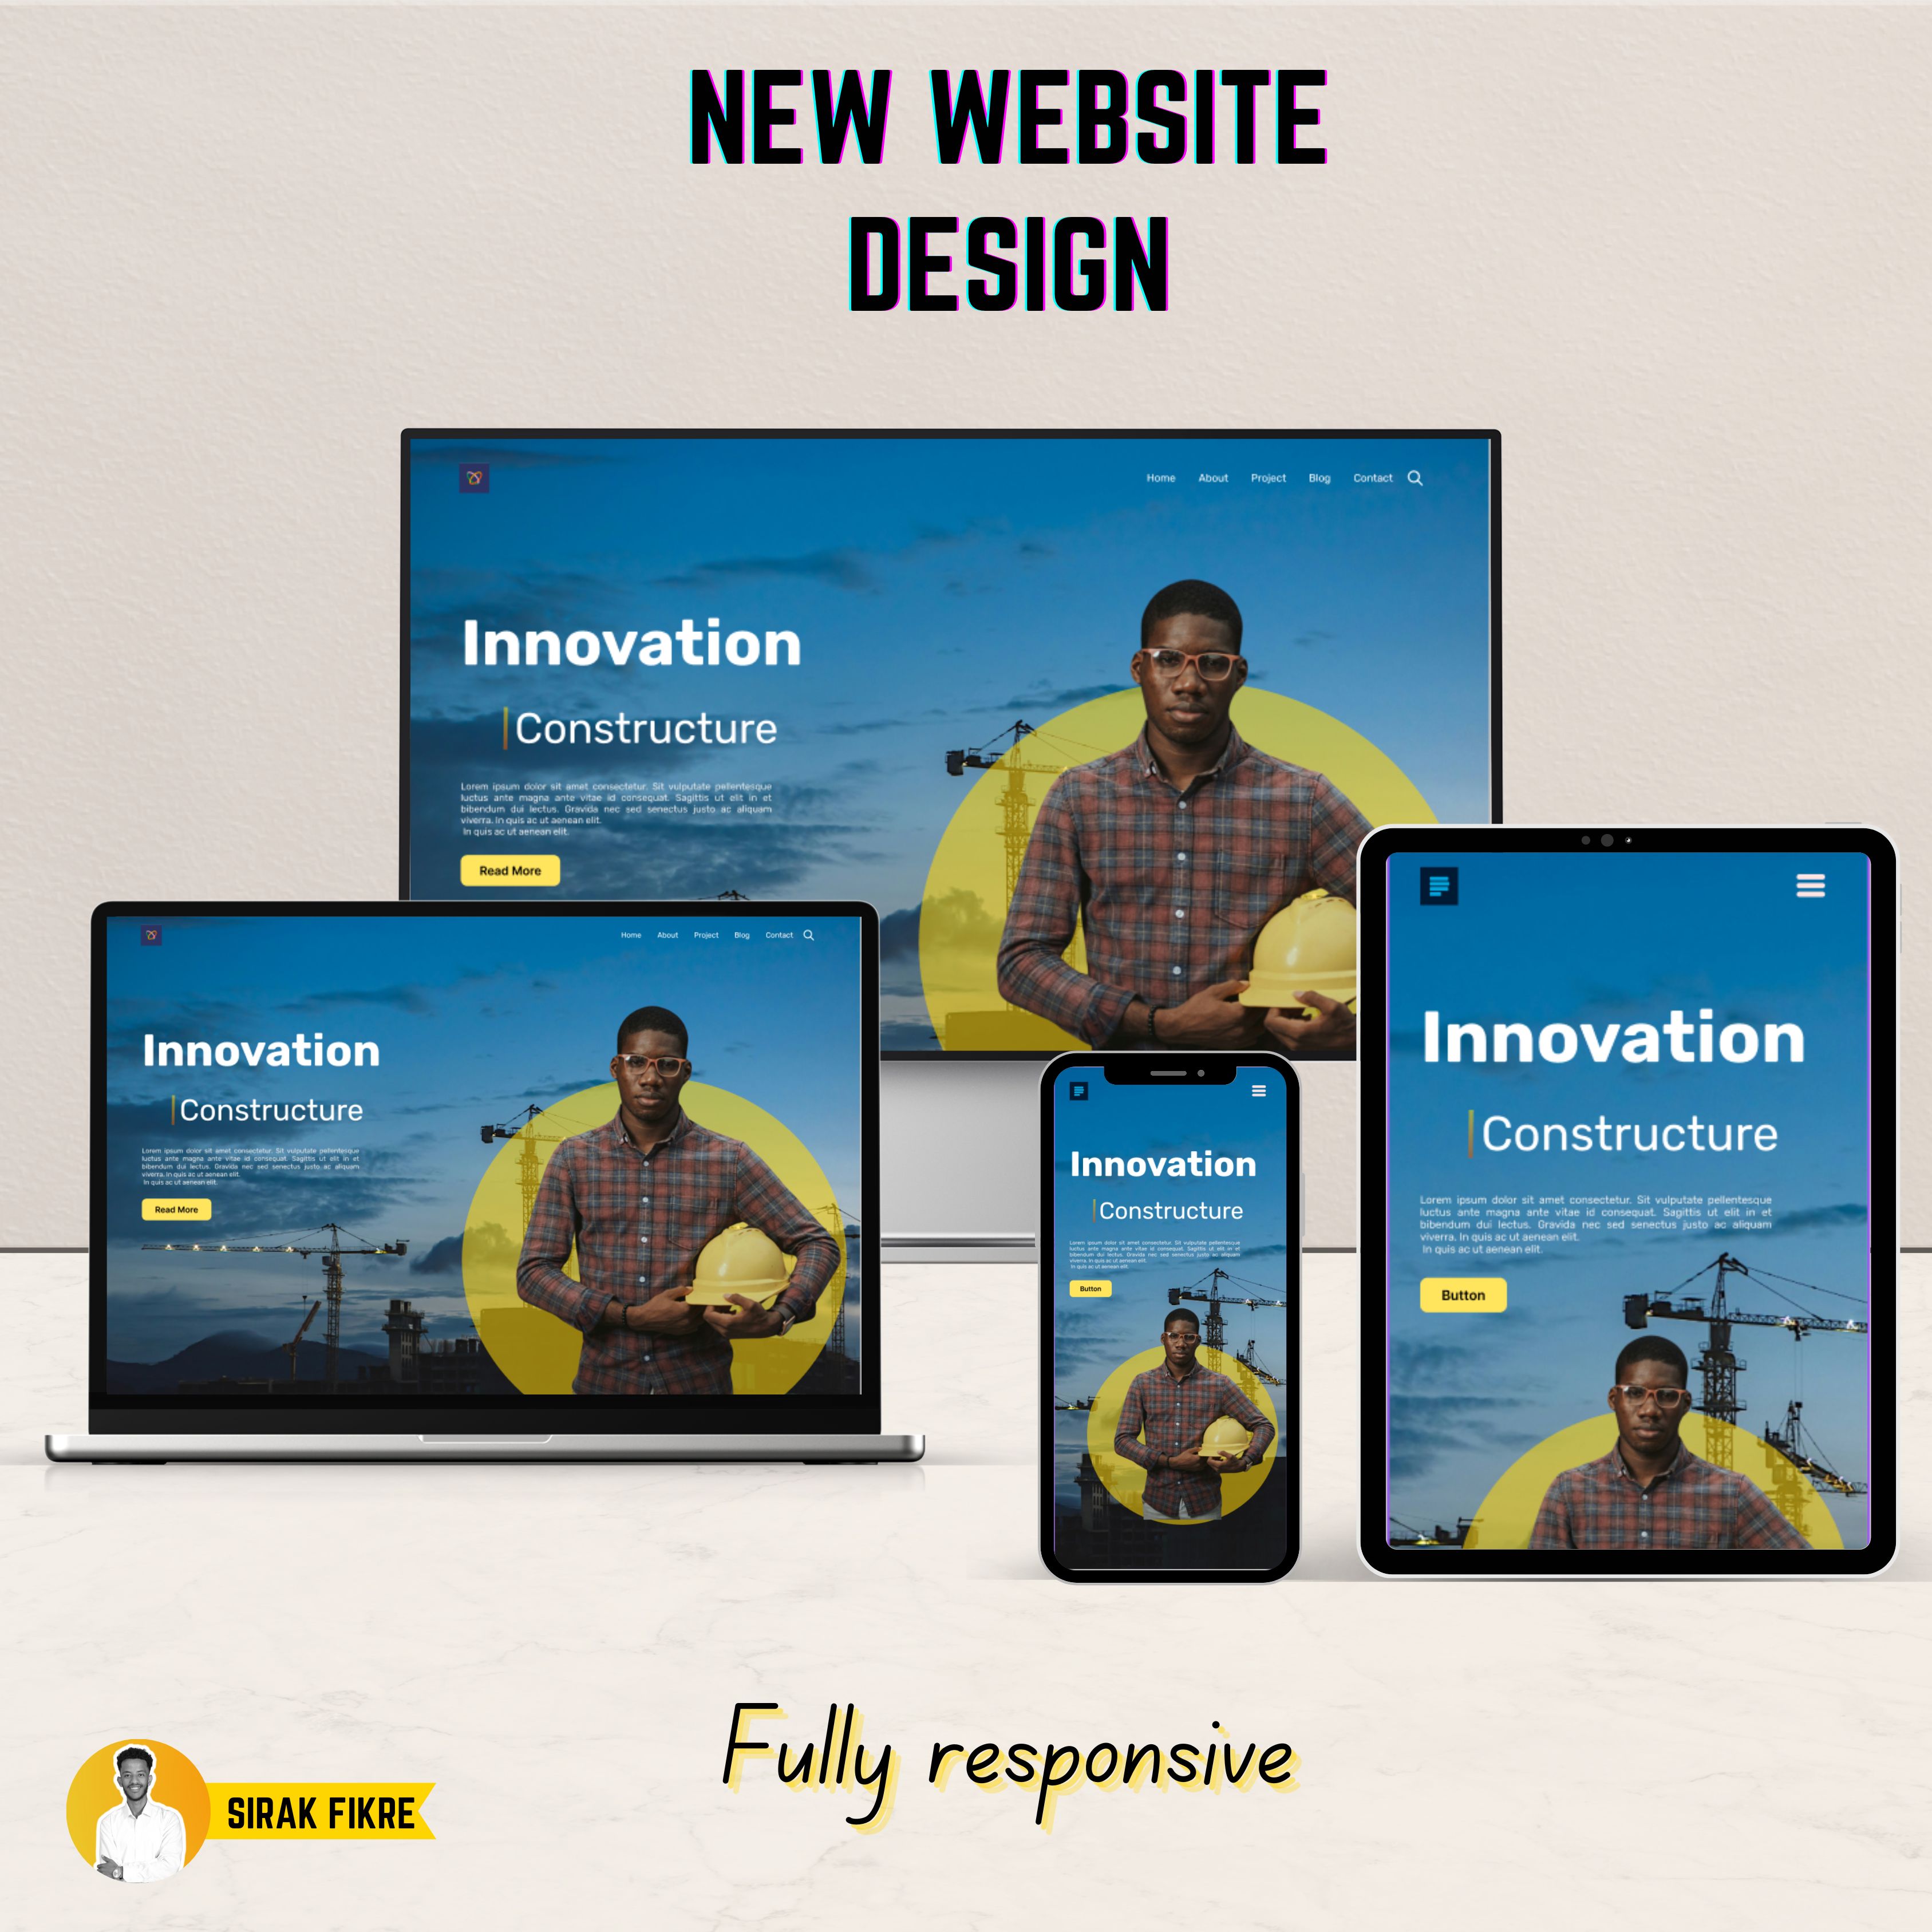 NEW WEBSITE
DESIGN
Home About Project Blog Contact
Innovation
Constructure
Lorem ipsum dolor sit amet consectetur. Sit vulputate pellentesque
luctus ante magna ante vitae id consequat. Sagittis ut elit in et
bibendum dui lectus. Gravida nec sed senectus justo ac aliquam
viverra. In quis ac ut aenean elit.
In quis ac ut aenean elit.
Read More
Home About Project Blog Contact
Innovation
Constructure
Lorem ipsum dolor sit amet consectetur. Sit vulputate pellentesque
luctus ante magna ante vitae id consequat. Sagittis ut elit in et
bibendum dui lectus. Gravida nec sed senectus justo ac aliquam
viverra. In quis ac ut aenean elit.
In quis ac ut aenean elit.
Read More
Innovation
Constructure
Lorem ipsum dolor sit amet consectetur. Sit vulputate pellentesque
luctus ante magna ante vitae id consequat. Sagittis ut elit in et
bibendum dui lectus. Gravida nec sed senectus justo ac aliquam
viverra. In quis ac ut aenean elit.
In quis ac ut aenean elit.
Button
Innovation
Constructure
Lorem ipsum dolor sit amet consectetur. Sit vulputate pellentesque
luctus ante magna ante vitae id consequat. Sagittis ut elit in et
bibendum dui lectus. Gravida nec sed senectus justo ac aliquam
viverra. In quis ac ut aenean elit.
In quis ac ut aenean elit.
Button
Fully responsive
SIRAK FIKRE